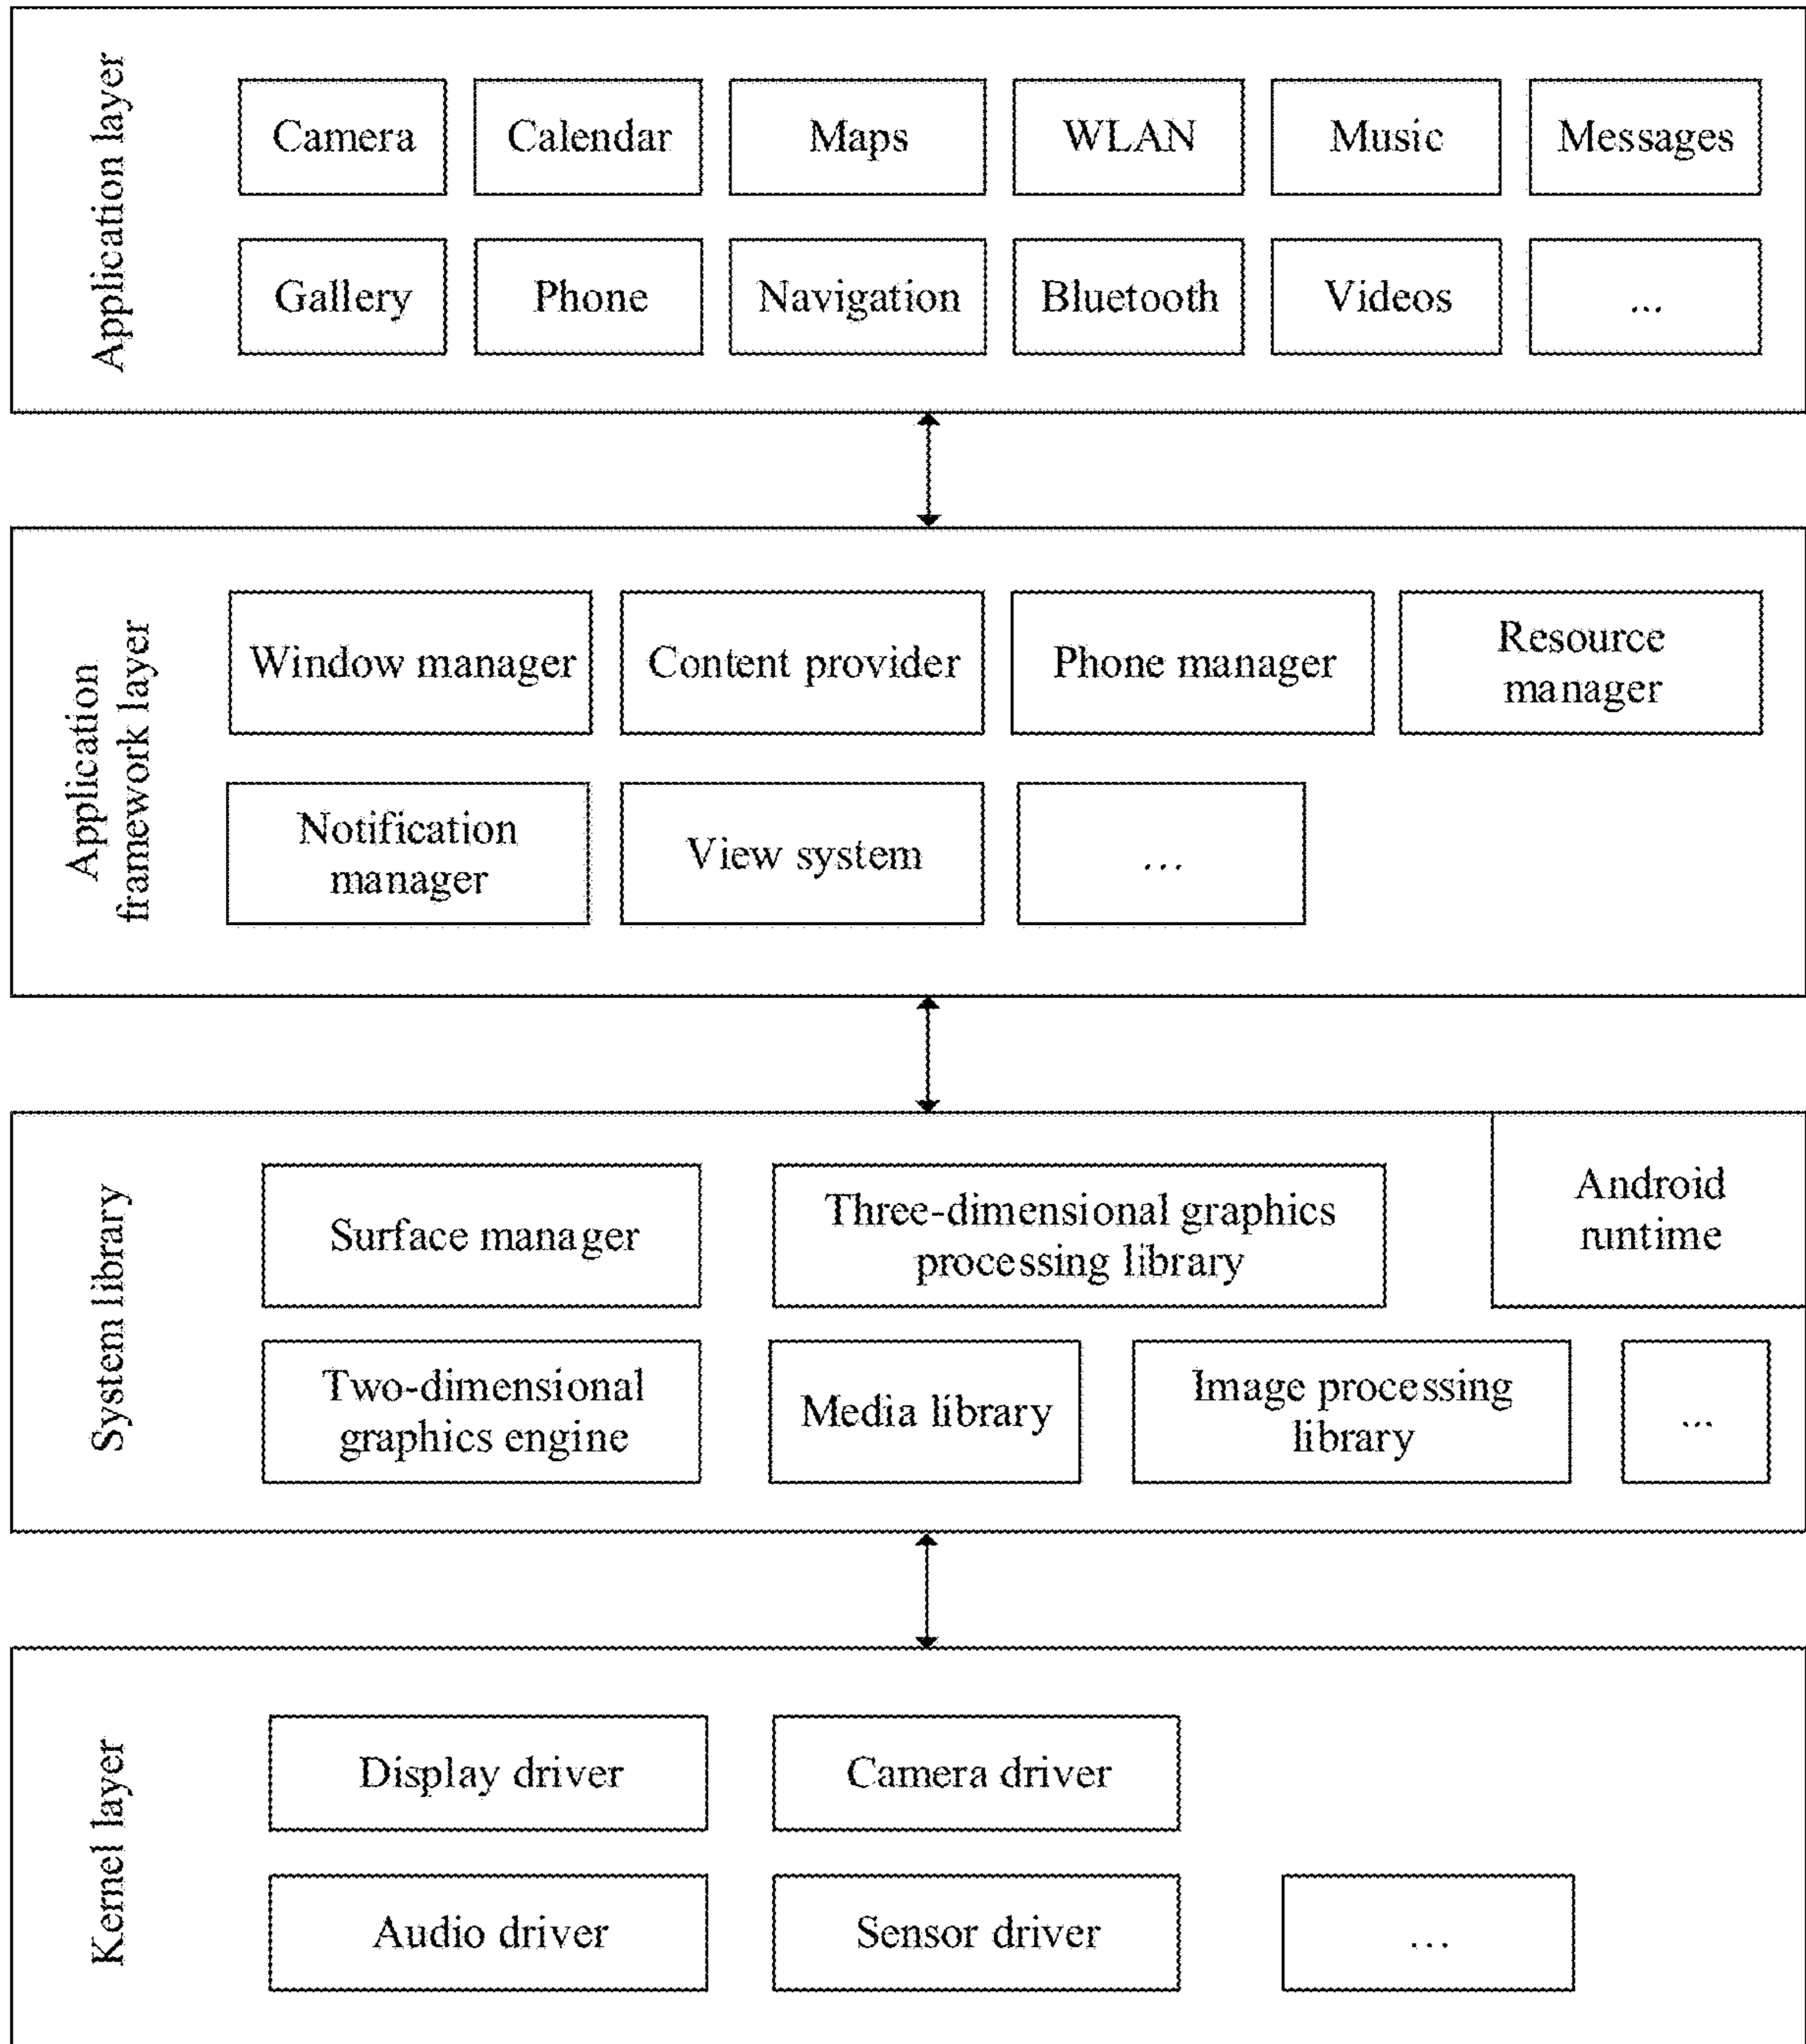 Application layer
Camera
Calendar
Maps
WLAN
Music
Messages
Gallery
Phone
Navigation
Bluetooth
Videos
...
Application
framework layer
Window manager
Content provider
Phone manager
Resource
manager
Notification
manager
View system
...
System library
Surface manager
Three-dimensional graphics
processing library
Android
runtime
Two-dimensional
graphics engine
Media library
Image processing
library
...
Kernel layer
Display driver
Camera driver
Audio driver
Sensor driver
...